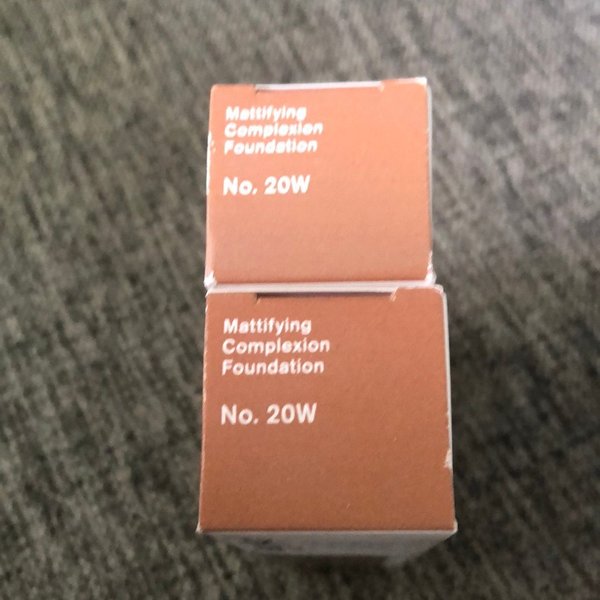 Mattifying
Complexion
Foundation
No. 20W
Mattifying
Complexion
Foundation
No. 20W